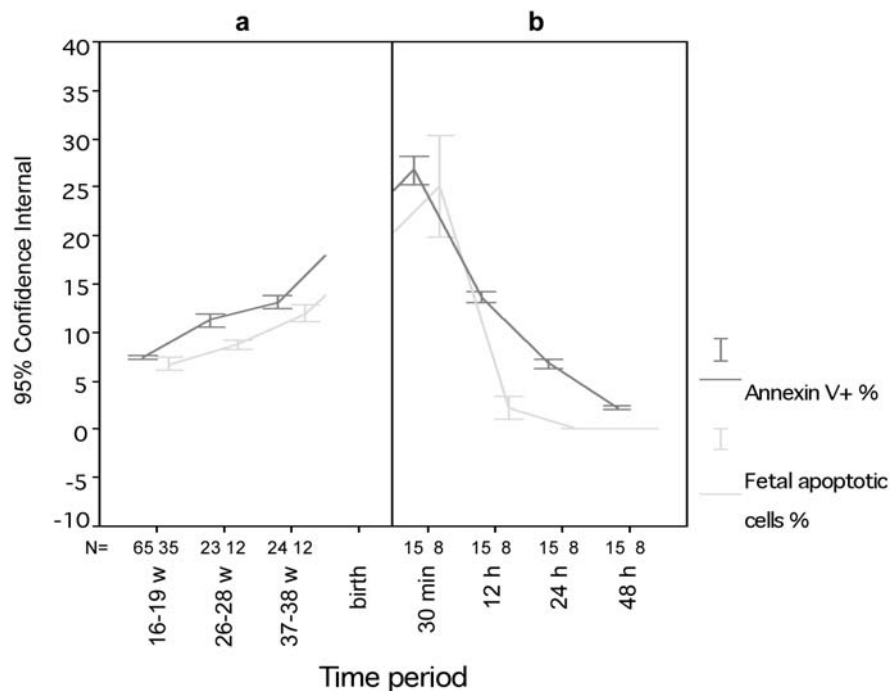 a
b
95% Confidence Internal
40
35
30
25
20
15
10
5
0
-5
-10
N= 65 35 23 12 24 12 15 8 15 8 15 8 15 8
16-19 w
26-28 w
37-38 w
birth
30 min
12 h
24 h
48 h
Time period
Annexin V+ %
Fetal apoptotic
cells %